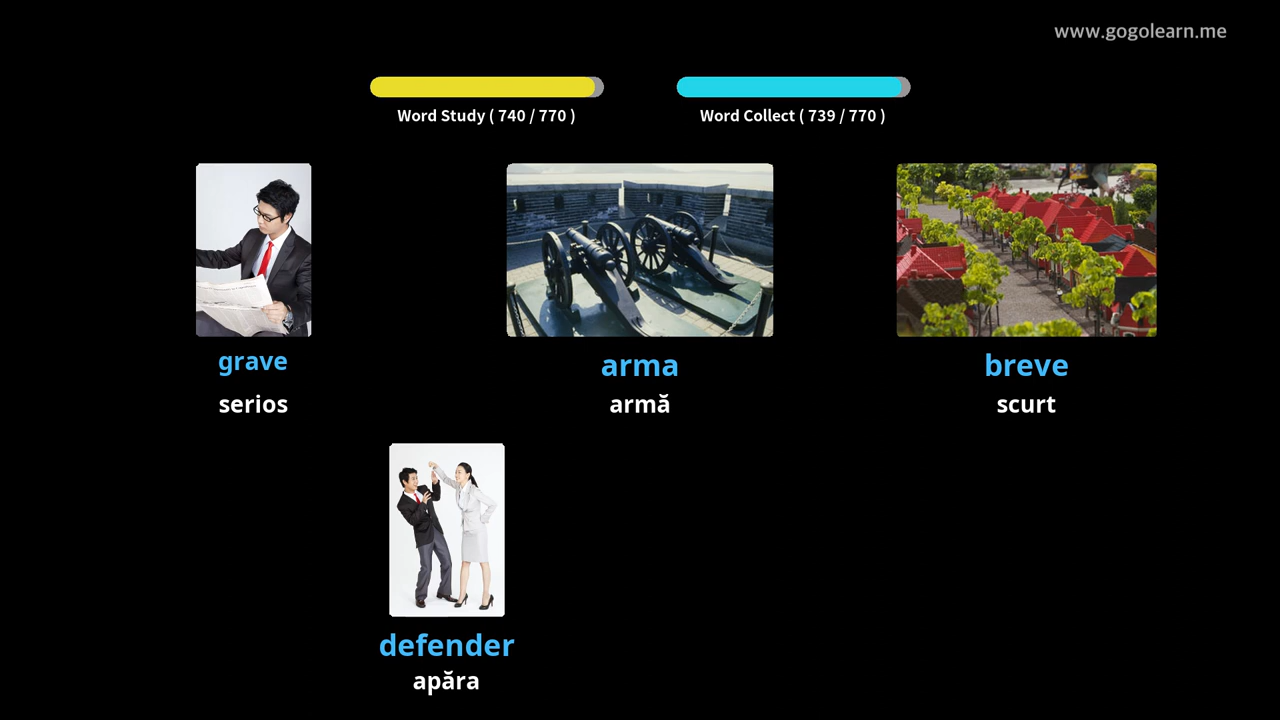 www.gogolearn.me
Word Study ( 740 / 770 )
Word Collect ( 739 / 770 )
grave
serios
arma
armă
breve
scurt
defender
apăra